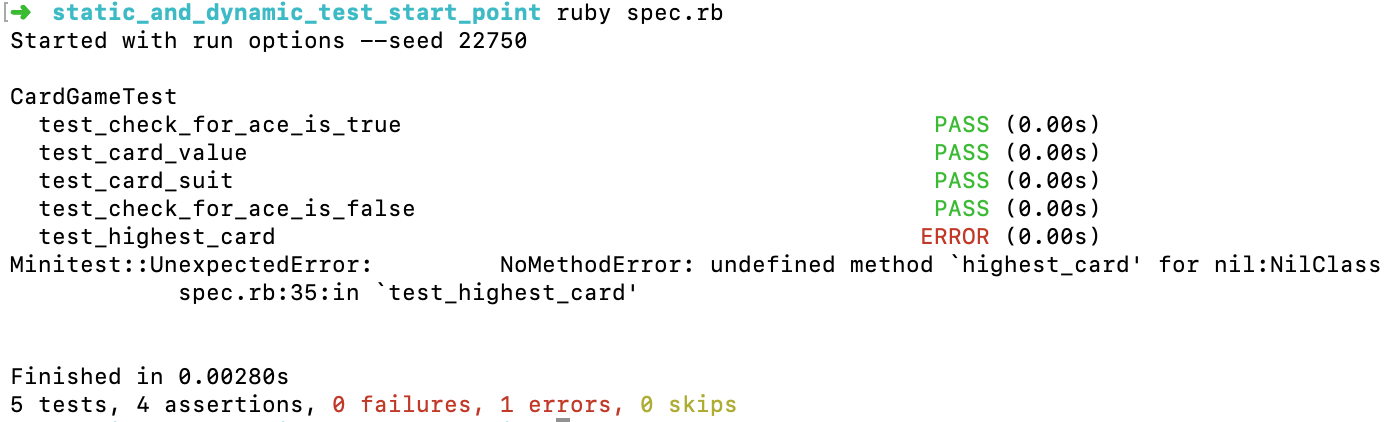 [➜ static_and_dynamic_test_start_point ruby spec.rb
Started with run options --seed 22750
CardGameTest
test_check_for_ace_is_true PASS (0.00s)
test_card_value PASS (0.00s)
test_card_suit PASS (0.00s)
test_check_for_ace_is_false PASS (0.00s)
test_highest_card ERROR (0.00s)
Minitest::UnexpectedError: NoMethodError: undefined method `highest_card' for nil:NilClass
spec.rb:35:in `test_highest_card'
Finished in 0.00280s
5 tests, 4 assertions, 0 failures, 1 errors, 0 skips